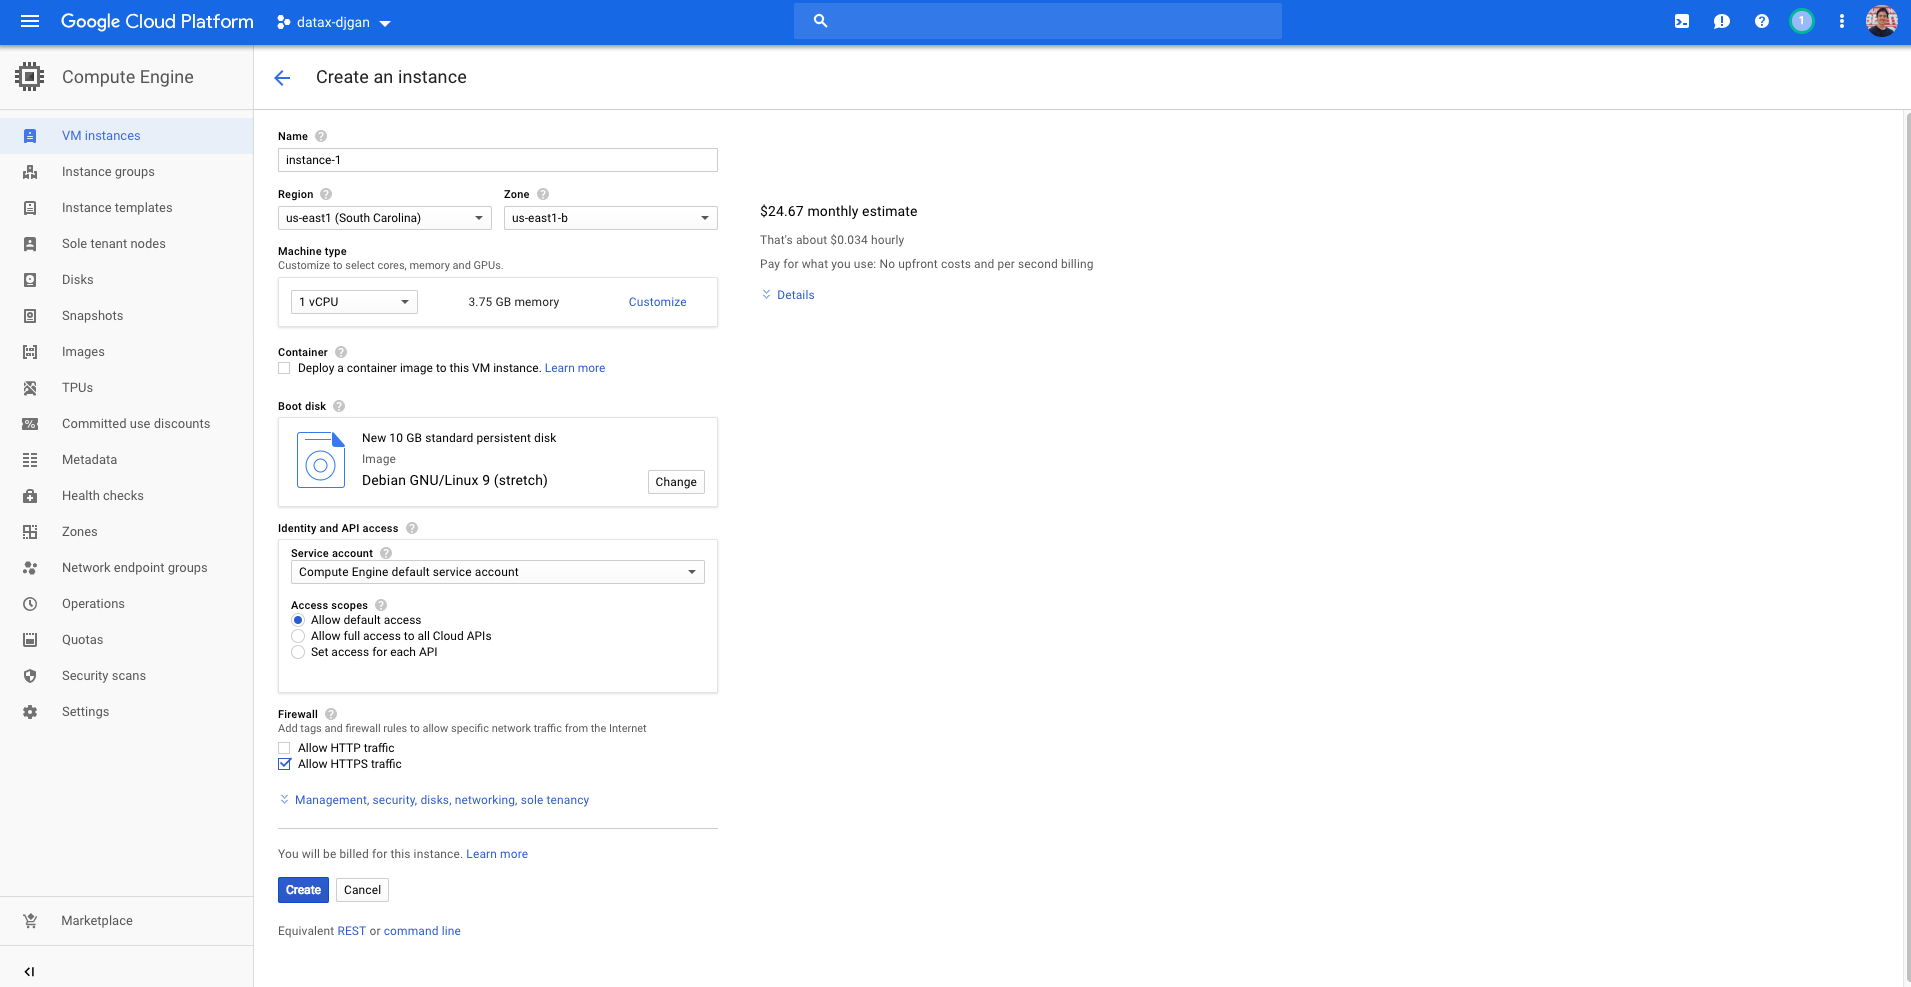 Google Cloud Platform
datax-djgan
1
Compute Engine
Create an instance
VM instances
Instance groups
Instance templates
Sole tenant nodes
Disks
Snapshots
Images
TPUs
Committed use discounts
Metadata
Health checks
Zones
Network endpoint groups
Operations
Quotas
Security scans
Settings
Marketplace
Name
instance-1
Region
Zone
us-east1 (South Carolina)
us-east1-b
Machine type
Customize to select cores, memory and GPUs.
1 vCPU
3.75 GB memory
Customize
Container
Deploy a container image to this VM instance. Learn more
Boot disk
New 10 GB standard persistent disk
Image
Debian GNU/Linux 9 (stretch)
Change
Identity and API access
Service account
Compute Engine default service account
Access scopes
Allow default access
Allow full access to all Cloud APIs
Set access for each API
Firewall
Add tags and firewall rules to allow specific network traffic from the Internet
Allow HTTP traffic
Allow HTTPS traffic
Management, security, disks, networking, sole tenancy
You will be billed for this instance. Learn more
Create
Cancel
Equivalent REST or command line
$24.67 monthly estimate
That's about $0.034 hourly
Pay for what you use: No upfront costs and per second billing
Details